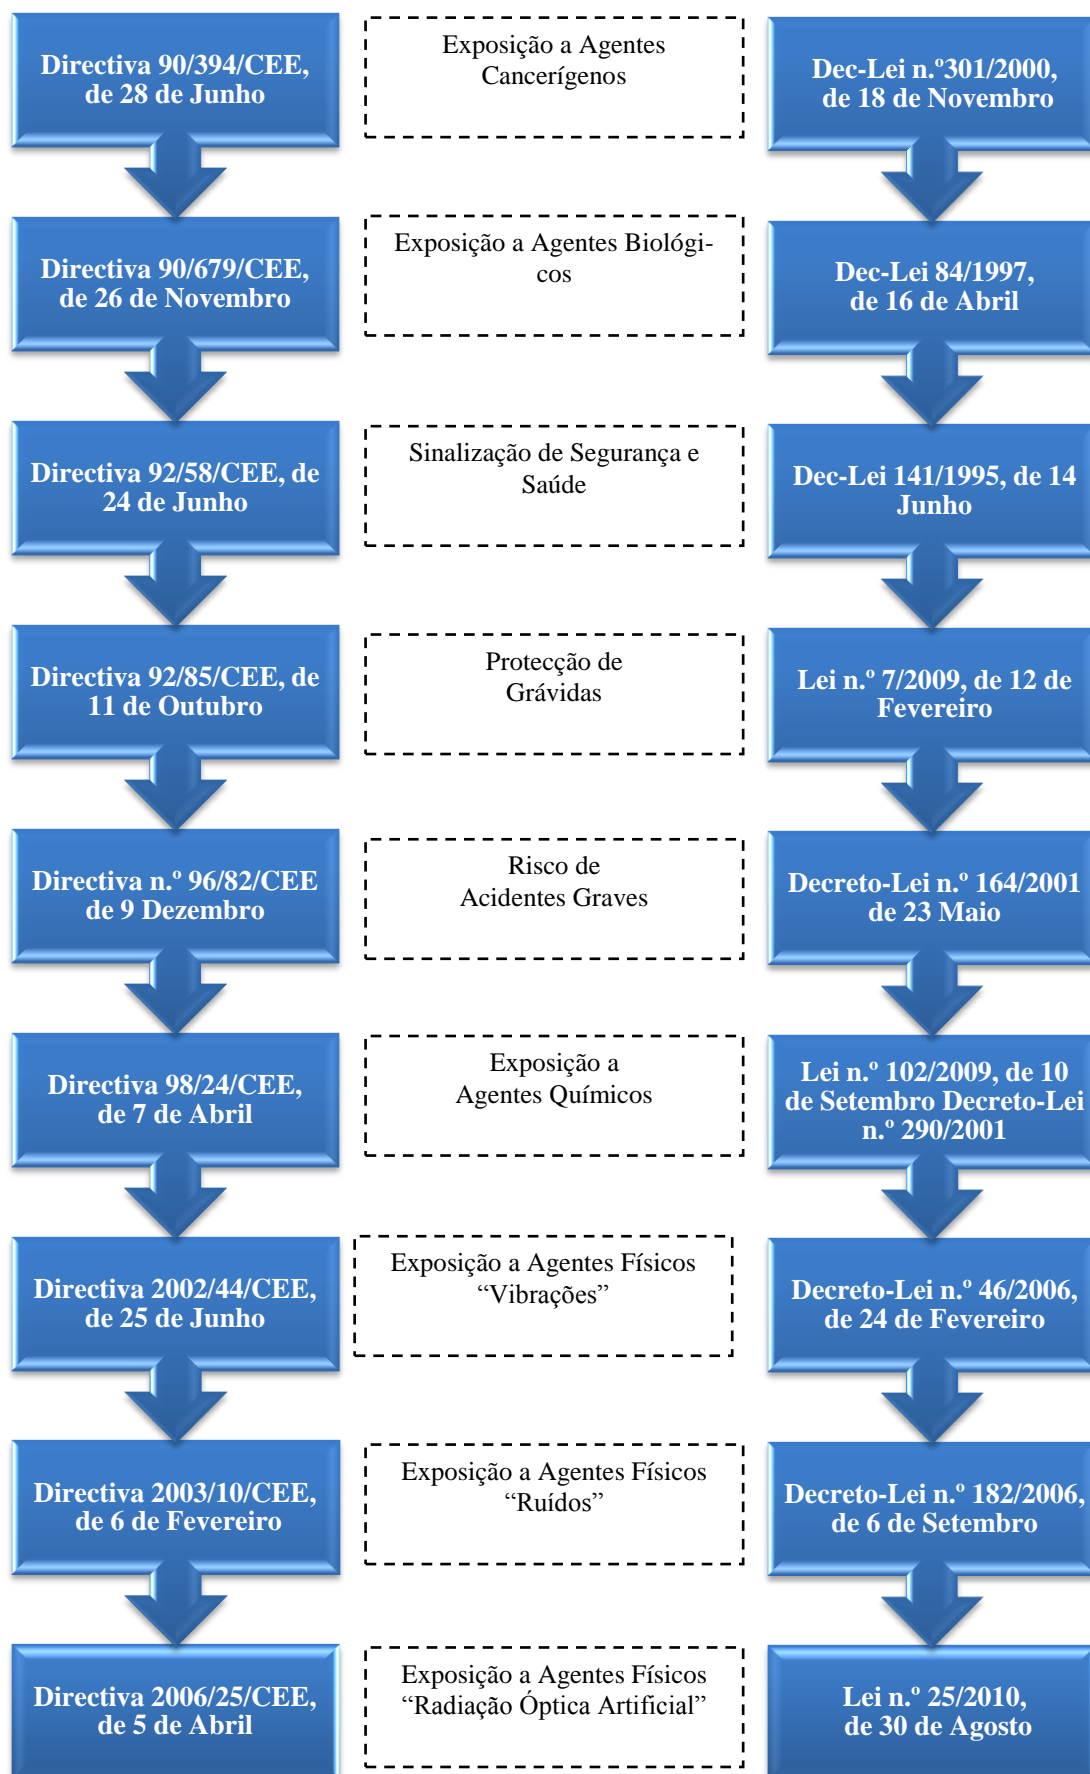 Directiva 90/394/CEE,
de 28 de Junho
Exposição a Agentes
Cancerígenos
Dec-Lei n.º301/2000,
de 18 de Novembro
Directiva 90/679/CEE,
de 26 de Novembro
Exposição a Agentes Biológi-
cos
Dec-Lei 84/1997,
de 16 de Abril
Directiva 92/58/CEE, de
24 de Junho
Sinalização de Segurança e
Saúde
Dec-Lei 141/1995, de 14
Junho
Directiva 92/85/CEE, de
11 de Outubro
Protecção de
Grávidas
Lei n.º 7/2009, de 12 de
Fevereiro
Directiva n.º 96/82/CEE
de 9 Dezembro
Risco de
Acidentes Graves
Decreto-Lei n.º 164/2001
de 23 Maio
Directiva 98/24/CEE,
de 7 de Abril
Exposição a
Agentes Químicos
Lei n.º 102/2009, de 10
de Setembro Decreto-Lei
n.º 290/2001
Directiva 2002/44/CEE,
de 25 de Junho
Exposição a Agentes Físicos
“Vibrações”
Decreto-Lei n.º 46/2006,
de 24 de Fevereiro
Directiva 2003/10/CEE,
de 6 de Fevereiro
Exposição a Agentes Físicos
“Ruídos”
Decreto-Lei n.º 182/2006,
de 6 de Setembro
Directiva 2006/25/CEE,
de 5 de Abril
Exposição a Agentes Físicos
“Radiação Óptica Artificial”
Lei n.º 25/2010,
de 30 de Agosto